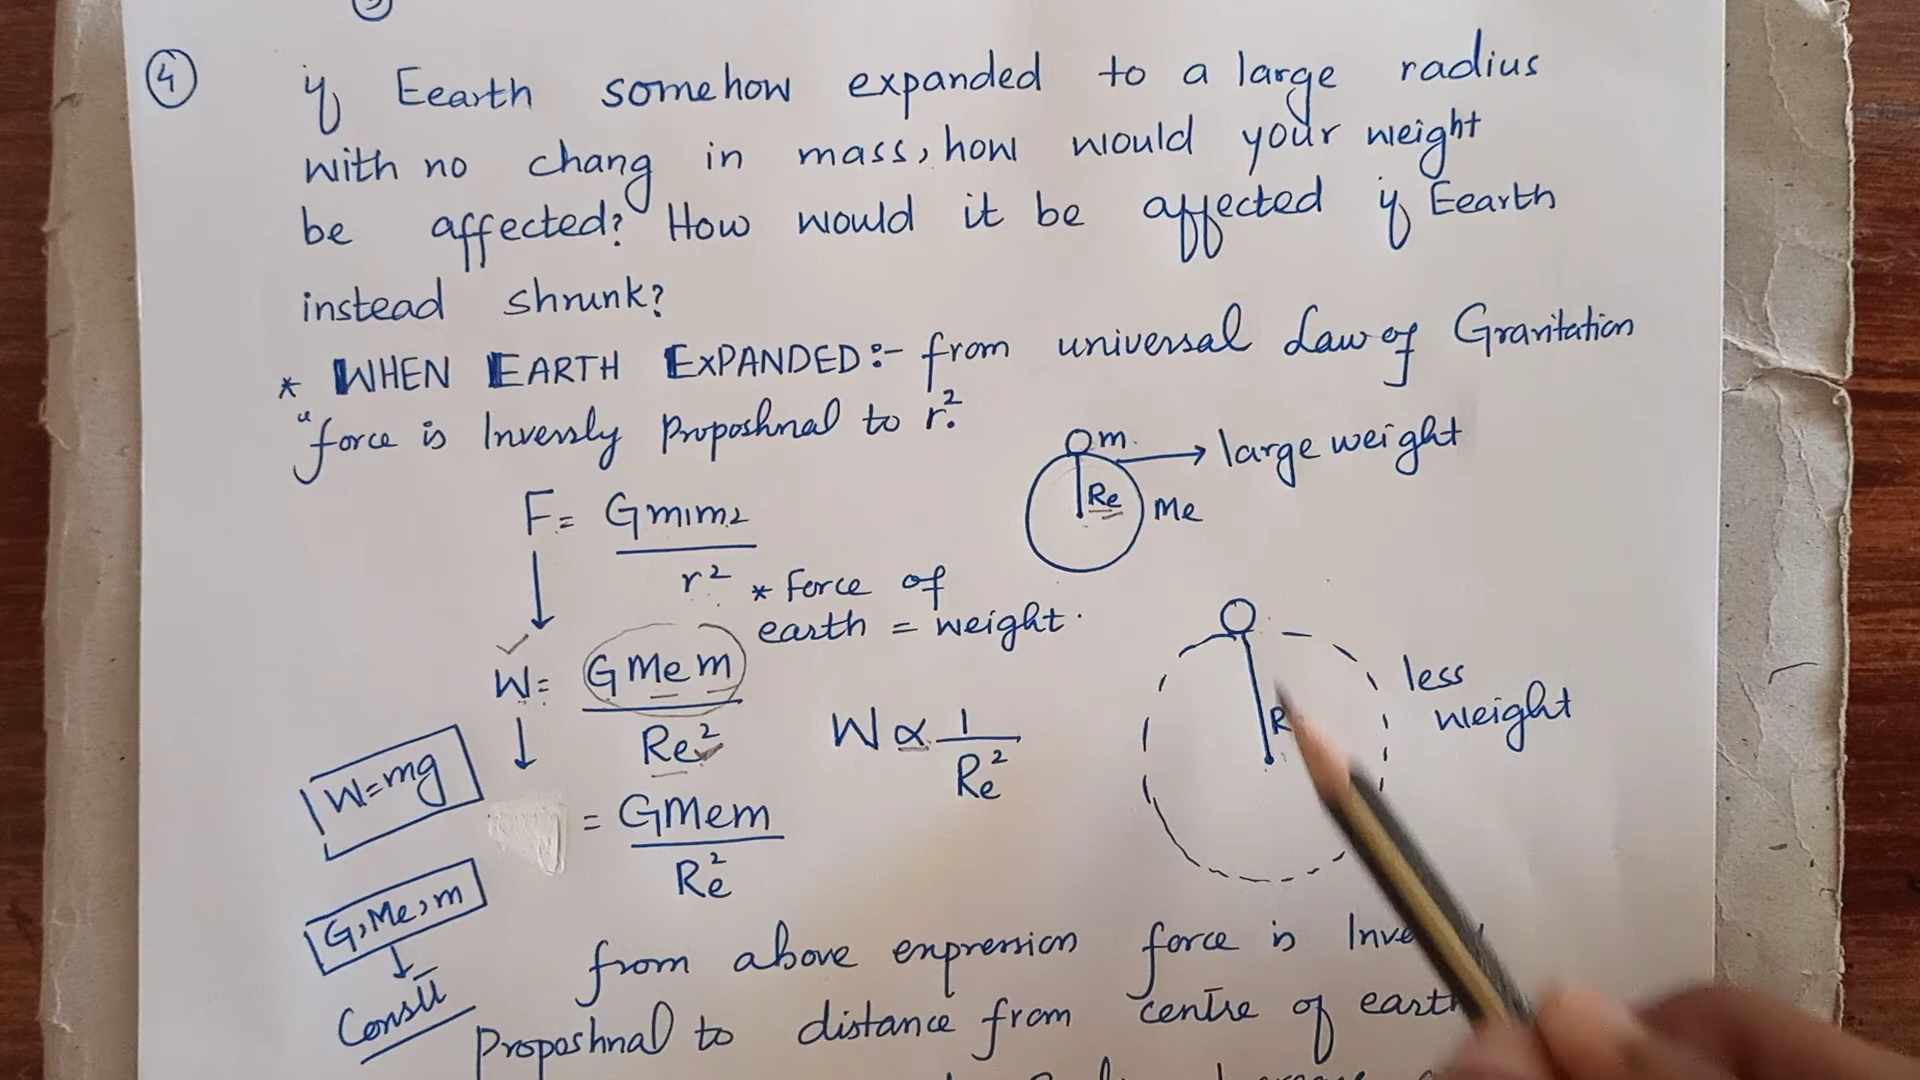 4
if Eearth somehow expanded to a large radius
with no chang in mass, how would your weight
be affected? How would it be affected if Eearth
instead shrunk?
* WHEN EARTH EXPANDED:- from universal Law of Gravitation
"force is Inversly Proposhnal to r².
m.
→ large weight
Re
Me
F = Gm1m2
r²
* Force of
earth = weight.
W = GMem
Re²
W ∝ 1
Re²
R
less
weight
W=mg
= GMem
Re²
G, Me, m
from above expression force is
Proposhnal to distance from centre of